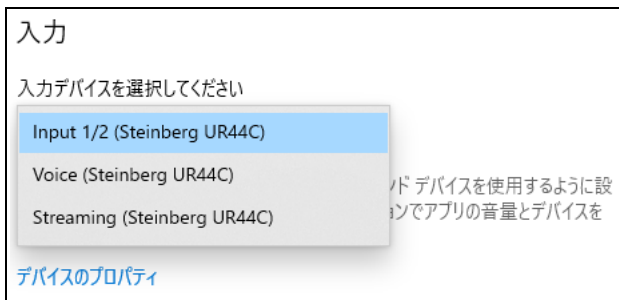 入力
入力デバイスを選択してください
Input 1/2 (Steinberg UR44C)
Voice (Steinberg UR44C)
ド デバイスを使用するように設
Streaming (Steinberg UR44C)
ンでアプリの音量とデバイスを
デバイスのプロパティ